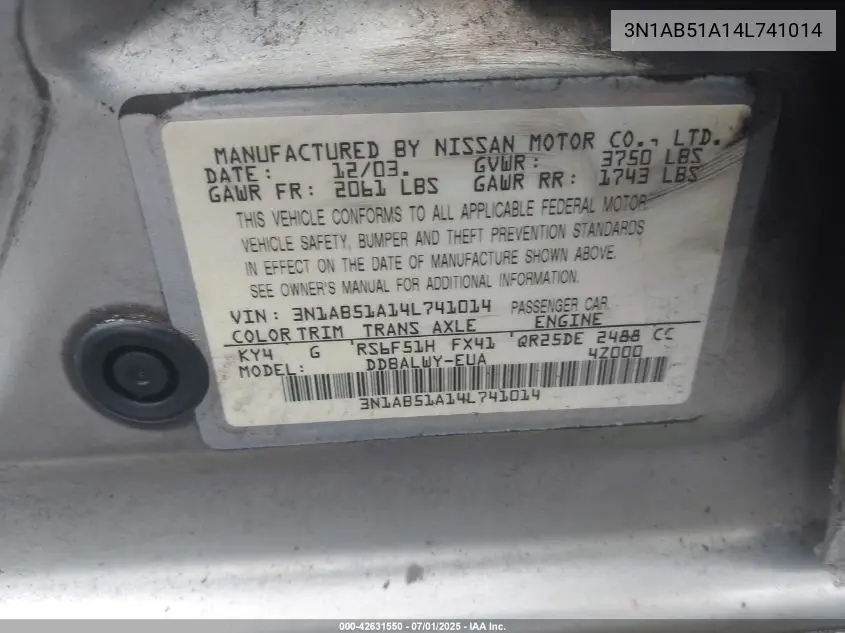 3N1AB51A14L741014
MANUFACTURED BY NISSAN MOTOR CO., LTD.
DATE: 12/03. GVWR: 3750 LBS
GAWR FR: 2061 LBS GAWR RR: 1743 LBS
THIS VEHICLE CONFORMS TO ALL APPLICABLE FEDERAL MOTOR
VEHICLE SAFETY, BUMPER AND THEFT PREVENTION STANDARDS
IN EFFECT ON THE DATE OF MANUFACTURE SHOWN ABOVE.
SEE OWNER'S MANUAL FOR ADDITIONAL INFORMATION.
VIN: 3N1AB51A14L741014 PASSENGER CAR
COLOR TRIM TRANS AXLE ENGINE
KY4 G RS6F51H FX41 QR25DE 2488 CC
MODEL: DDBALWY-EUA 4Z000
3N1AB51A14L741014
000-42631550 - 07/01/2025 - IAA Inc.